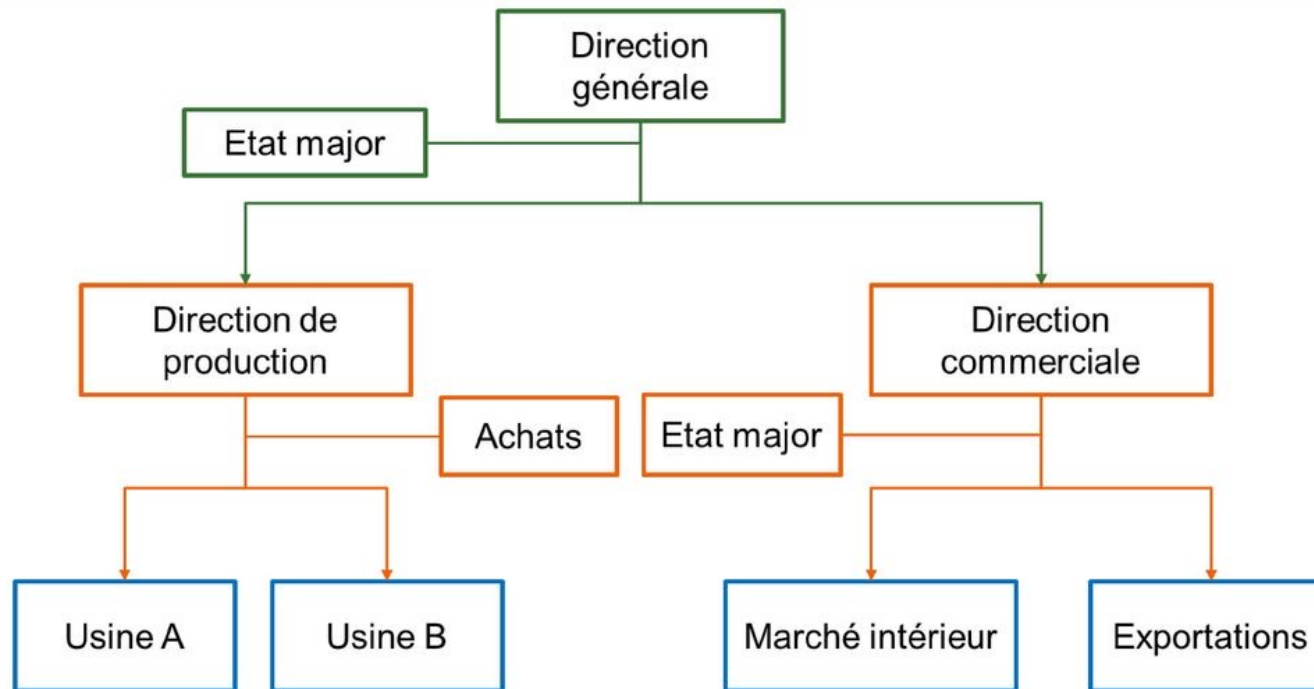 Direction
générale
Etat major
Direction de
production
Direction
commerciale
Achats
Etat major
Usine A
Usine B
Marché intérieur
Exportations